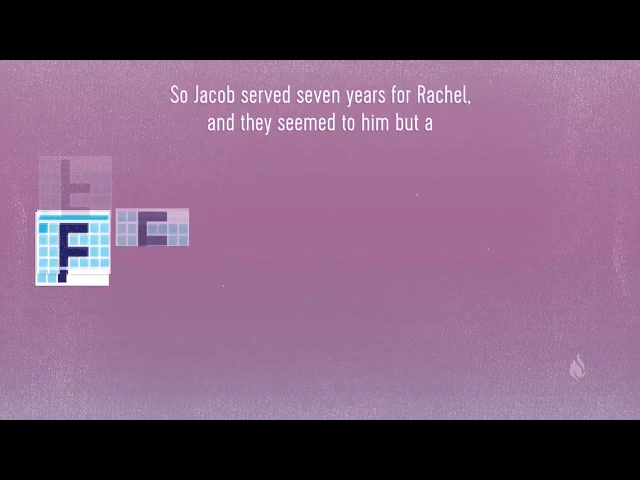 So Jacob served seven years for Rachel,
and they seemed to him but a
F